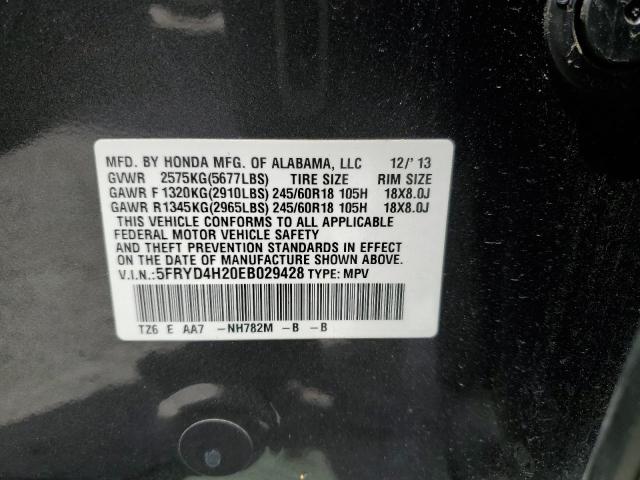 MFD. BY HONDA MFG. OF ALABAMA, LLC 12/' 13
GVWR 2575KG(5677LBS) TIRE SIZE RIM SIZE
GAWR F 1320KG(2910LBS) 245/60R18 105H 18X8.0J
GAWR R1345KG(2965LBS) 245/60R18 105H 18X8.0J
THIS VEHICLE CONFORMS TO ALL APPLICABLE
FEDERAL MOTOR VEHICLE SAFETY
AND THEFT PREVENTION STANDARDS IN EFFECT
ON THE DATE OF MANUFACTURE SHOWN ABOVE.
V.I.N.:5FRYD4H20EB029428 TYPE: MPV
TZ6 E AA7 -NH782M -B -B